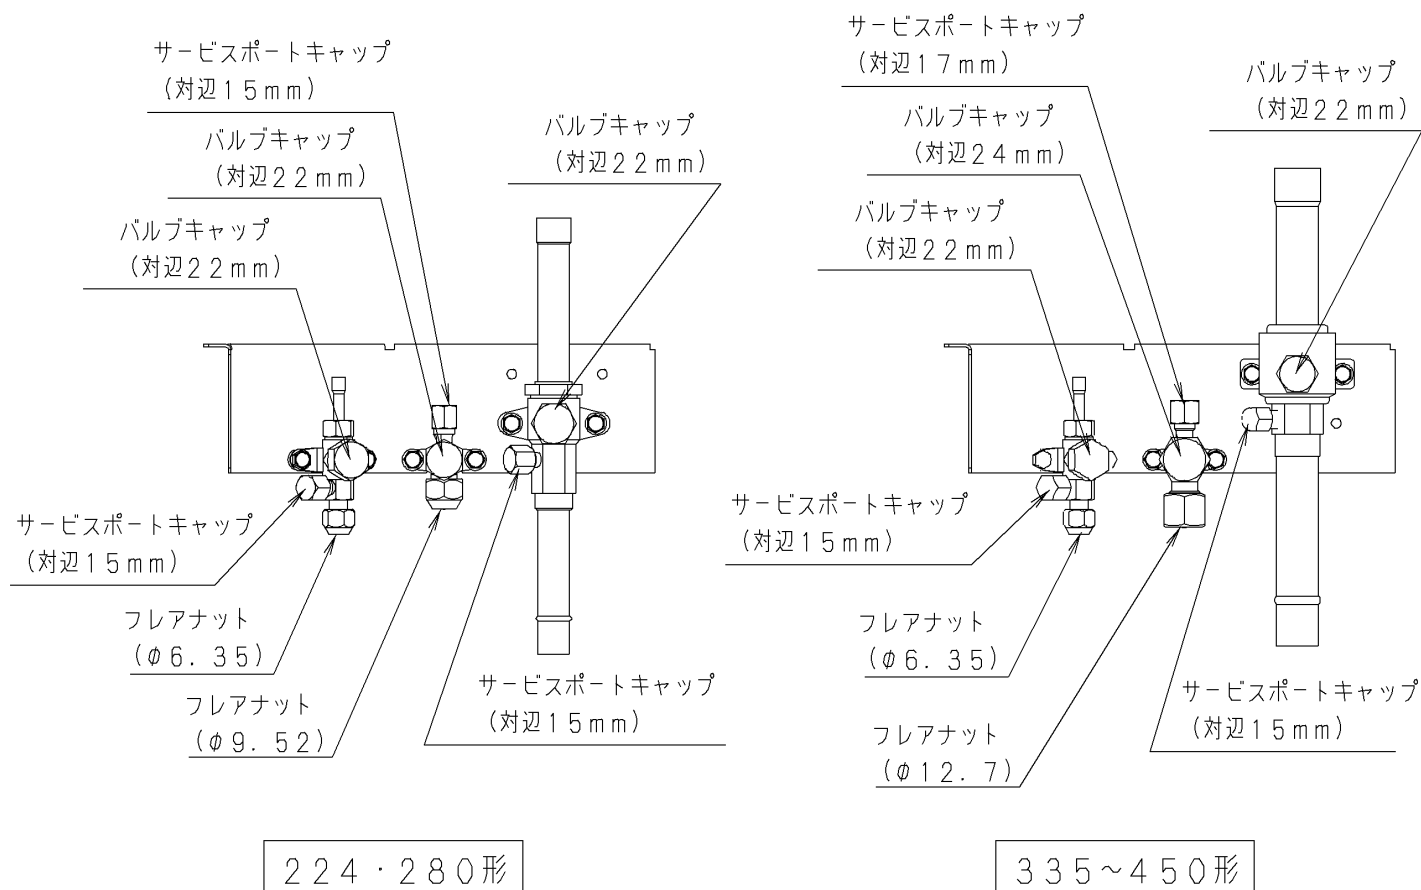 サービスポートキャップ
(対辺15mm)
バルブキャップ
(対辺22mm)
バルブキャップ
(対辺22mm)
バルブキャップ
(対辺22mm)
サービスポートキャップ
(対辺15mm)
フレアナット
(φ6.35)
フレアナット
(φ9.52)
サービスポートキャップ
(対辺15mm)
224・280形
サービスポートキャップ
(対辺17mm)
バルブキャップ
(対辺24mm)
バルブキャップ
(対辺22mm)
バルブキャップ
(対辺22mm)
サービスポートキャップ
(対辺15mm)
フレアナット
(φ6.35)
フレアナット
(φ12.7)
サービスポートキャップ
(対辺15mm)
335~450形